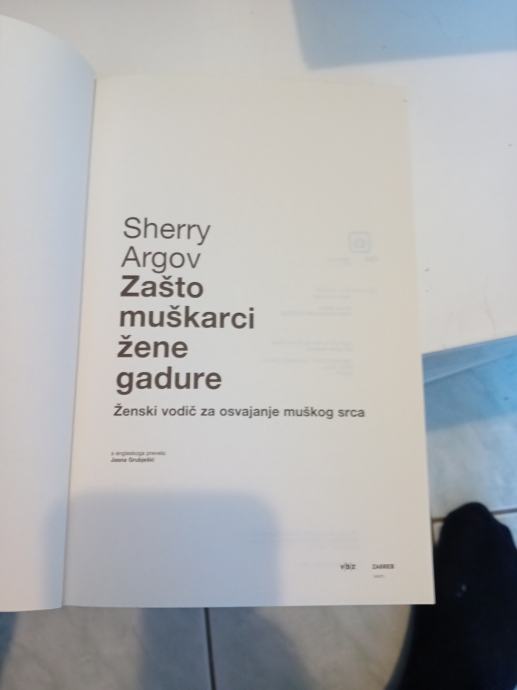 Sherry
Argov
Zašto
muškarci
žene
gadure
Ženski vodič za osvajanje muškog srca
s engleskoga prevela
Jasna Grubješić
v|b|z ZAGREB